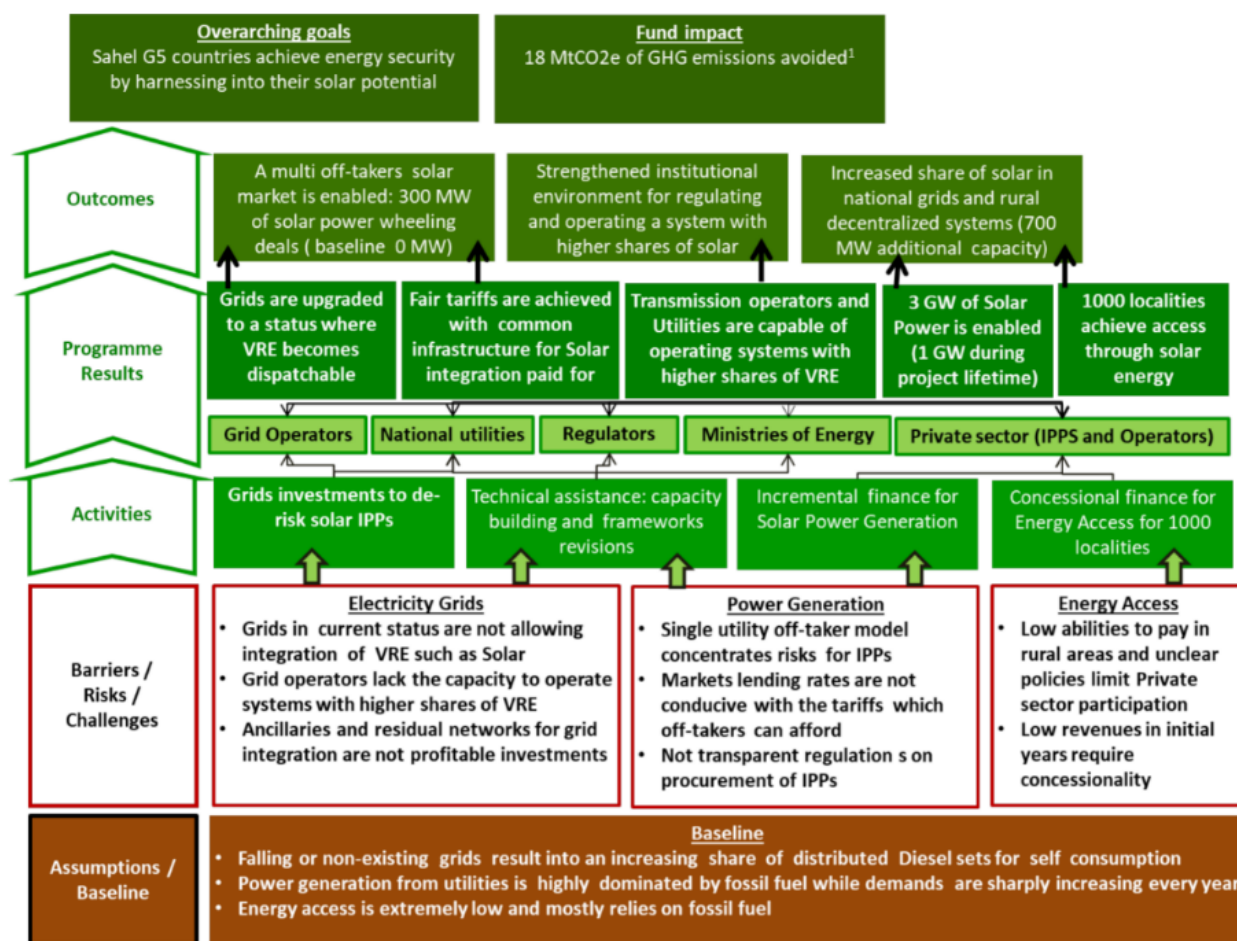 Overarching goals
Sahel G5 countries achieve energy security
by harnessing into their solar potential
Fund impact
18 MtCO2e of GHG emissions avoided¹
Outcomes
A multi off-takers solar
market is enabled: 300 MW
of solar power wheeling
deals ( baseline 0 MW)
Strengthened institutional
environment for regulating
and operating a system with
higher shares of solar
Increased share of solar in
national grids and rural
decentralized systems (700
MW additional capacity)
Programme
Results
Grids are upgraded
to a status where
VRE becomes
dispatchable
Fair tariffs are achieved
with common
infrastructure for Solar
integration paid for
Transmission operators and
Utilities are capable of
operating systems with
higher shares of VRE
3 GW of Solar
Power is enabled
(1 GW during
project lifetime)
1000 localities
achieve access
through solar
energy
Grid Operators
National utilities
Regulators
Ministries of Energy
Private sector (IPPS and Operators)
Activities
Grids investments to de-
risk solar IPPs
Technical assistance: capacity
building and frameworks
revisions
Incremental finance for
Solar Power Generation
Concessional finance for
Energy Access for 1000
localities
Barriers /
Risks /
Challenges
Electricity Grids
• Grids in current status are not allowing
integration of VRE such as Solar
• Grid operators lack the capacity to operate
systems with higher shares of VRE
• Ancillaries and residual networks for grid
integration are not profitable investments
Power Generation
• Single utility off-taker model
concentrates risks for IPPs
• Markets lending rates are not
conducive with the tariffs which
off-takers can afford
• Not transparent regulation s on
procurement of IPPs
Energy Access
• Low abilities to pay in
rural areas and unclear
policies limit Private
sector participation
• Low revenues in initial
years require
concessionality
Assumptions /
Baseline
Baseline
• Falling or non-existing grids result into an increasing share of distributed Diesel sets for self consumption
• Power generation from utilities is highly dominated by fossil fuel while demands are sharply increasing every year
• Energy access is extremely low and mostly relies on fossil fuel